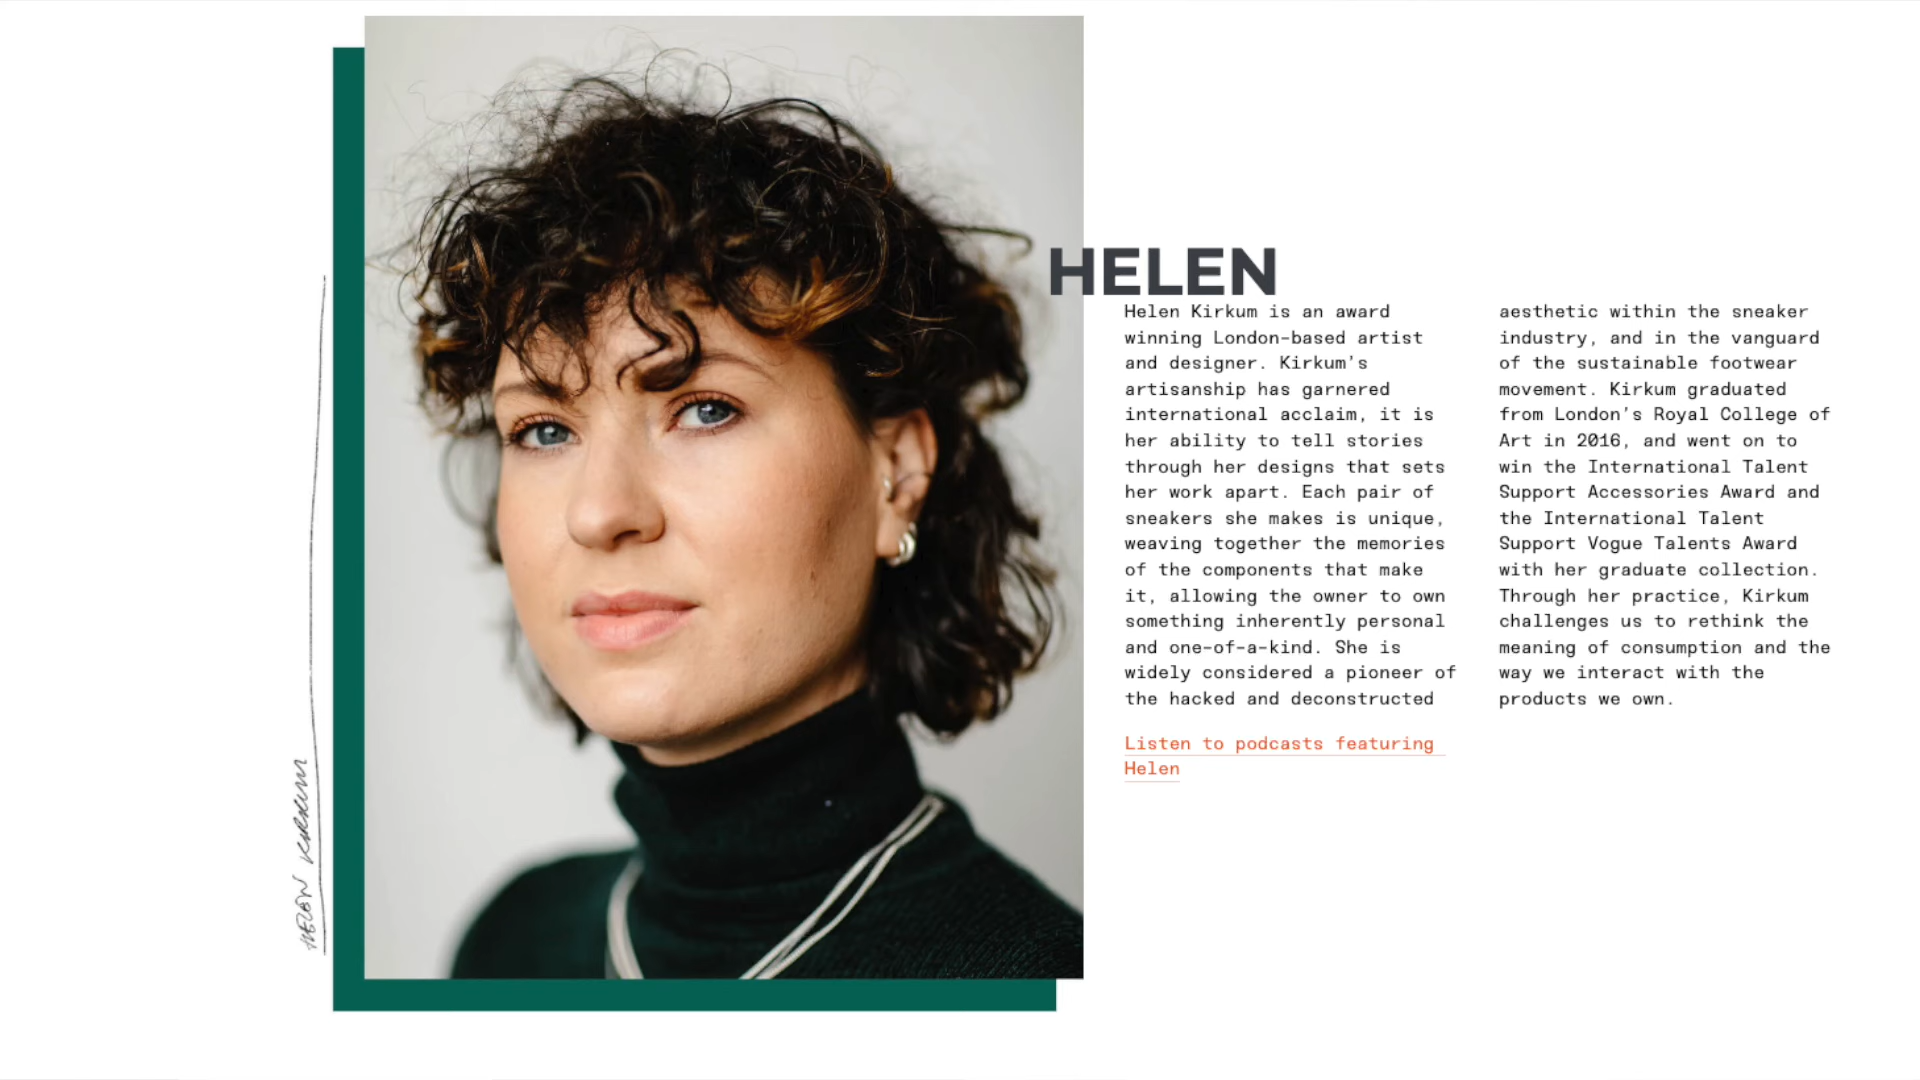 HELEN
Helen Kirkum is an award
winning London-based artist
and designer. Kirkum's
artisanship has garnered
international acclaim, it is
her ability to tell stories
through her designs that sets
her work apart. Each pair of
sneakers she makes is unique,
weaving together the memories
of the components that make
it, allowing the owner to own
something inherently personal
and one-of-a-kind. She is
widely considered a pioneer of
the hacked and deconstructed
aesthetic within the sneaker
industry, and in the vanguard
of the sustainable footwear
movement. Kirkum graduated
from London's Royal College of
Art in 2016, and went on to
win the International Talent
Support Accessories Award and
the International Talent
Support Vogue Talents Award
with her graduate collection.
Through her practice, Kirkum
challenges us to rethink the
meaning of consumption and the
way we interact with the
products we own.
Listen to podcasts featuring
Helen
HELEN KIRKUM